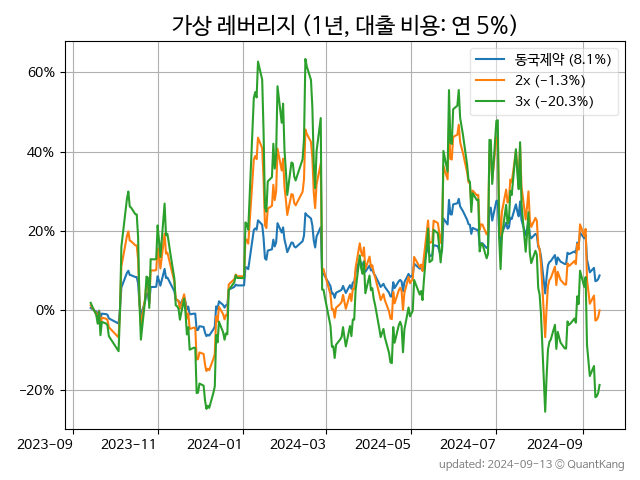 가상 레버리지 (1년, 대출 비용: 연 5%)
동국제약 (8.1%)
2x (−1.3%)
3x (−20.3%)
60%
40%
20%
0%
−20%
2023-09 2023-11 2024-01 2024-03 2024-05 2024-07 2024-09
updated: 2024-09-13 © QuantKang